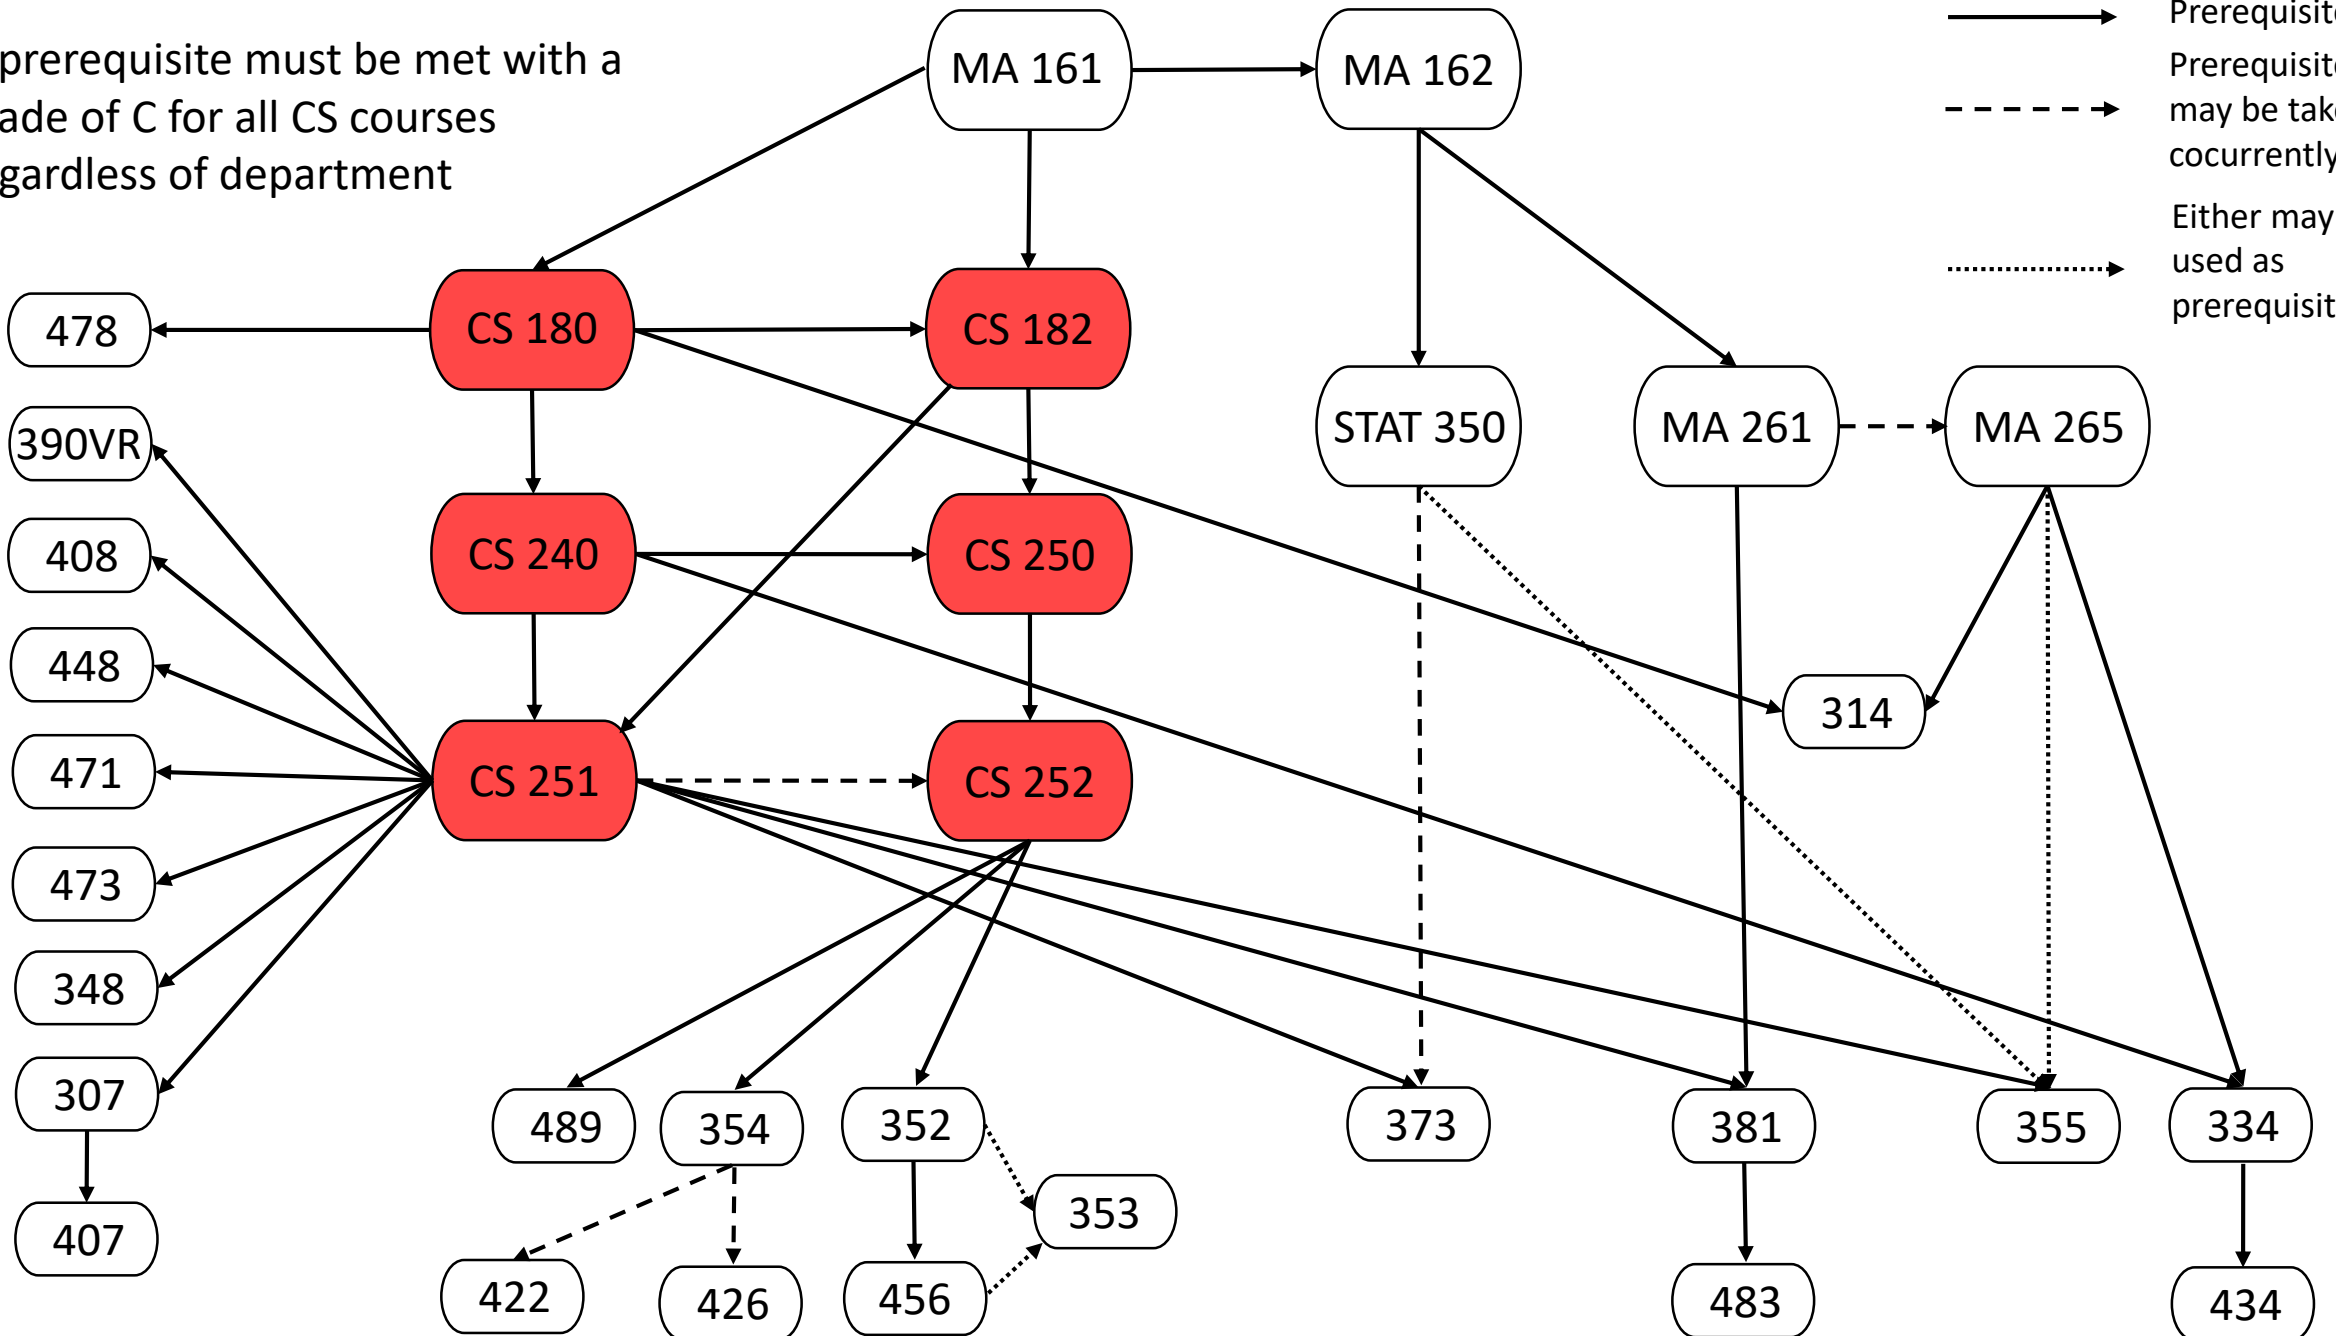 prerequisite must be met with a
ade of C for all CS courses
gardless of department
MA 161
MA 162
Prerequisite
Prerequisite
may be take
cocurrently
Either may
used as
prerequisit
478
CS 180
CS 182
390VR
STAT 350
MA 261
MA 265
408
CS 240
CS 250
448
314
471
CS 251
CS 252
473
348
307
489
354
352
373
381
355
334
353
407
422
426
456
483
434